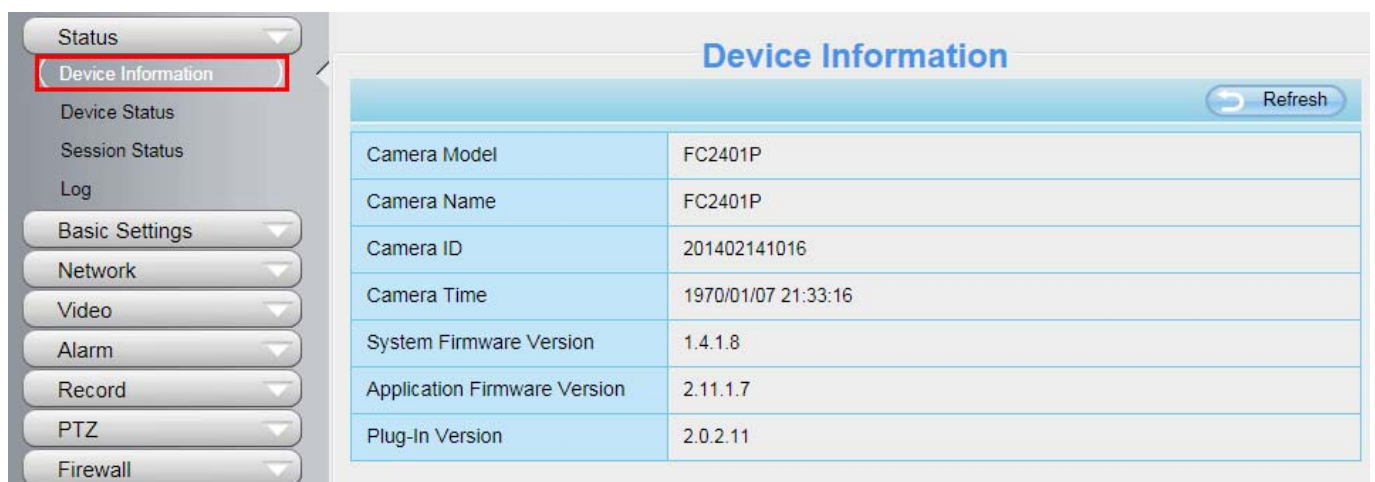 Status
Device Information
Device Status
Session Status
Log
Basic Settings
Network
Video
Alarm
Record
PTZ
Firewall
Device Information
Refresh
Camera Model FC2401P
Camera Name FC2401P
Camera ID 201402141016
Camera Time 1970/01/07 21:33:16
System Firmware Version 1.4.1.8
Application Firmware Version 2.11.1.7
Plug-In Version 2.0.2.11